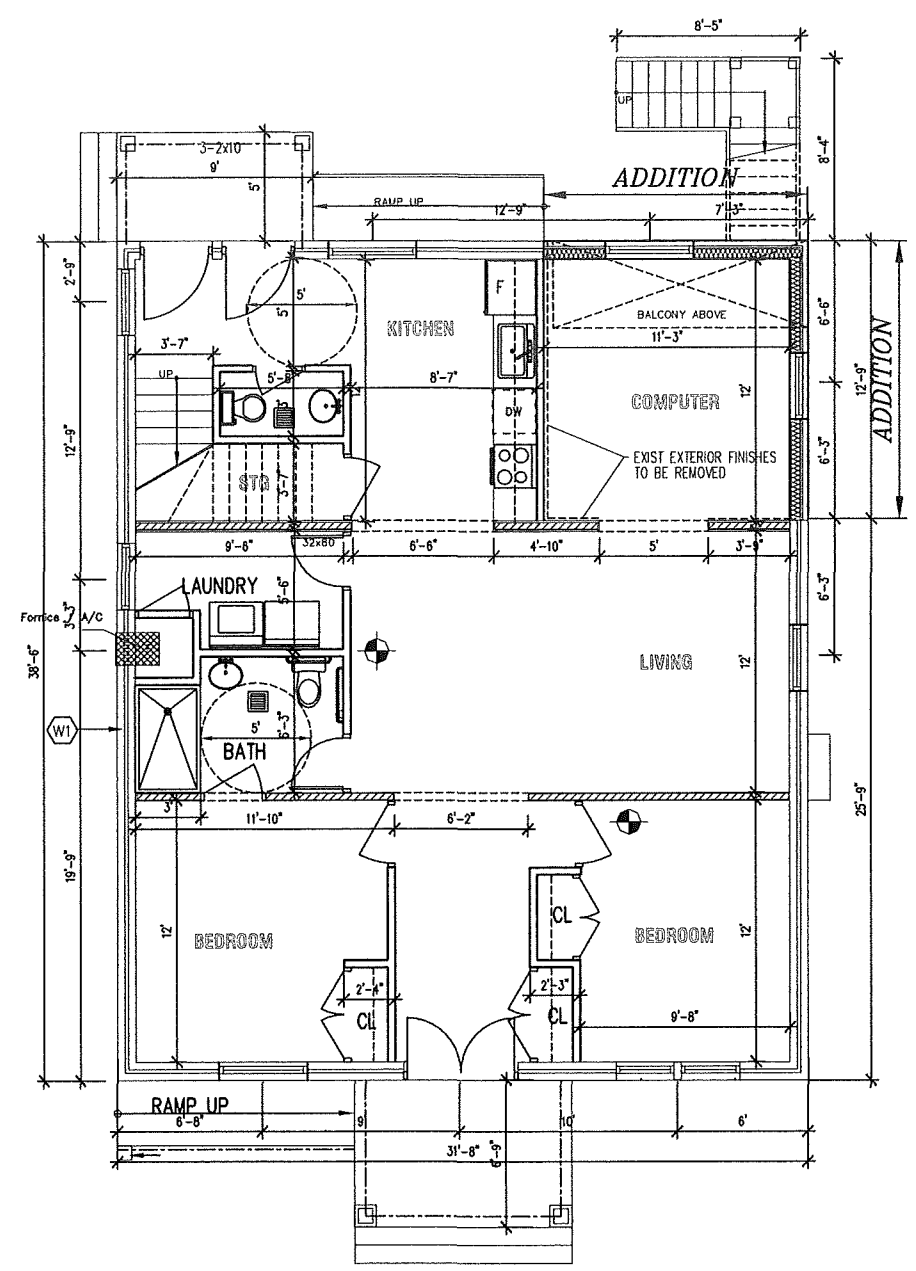 8'-5"
UP
8'-4"
3-2x10
9'
5'
ADDITION
RAMP UP
12'-9"
7'-3"
2'-9"
5'
5'
F
KITCHEN
BALCONY ABOVE
11'-3"
6'-6"
3'-7"
UP
8'-7"
12'
COMPUTER
DW
12'-9"
ADDITION
12'-9"
STG
3'-7"
EXIST EXTERIOR FINISHES
TO BE REMOVED
6'-3"
9'-6"
32x80
6'-6"
4'-10"
5'
3'-9"
LAUNDRY
5'-6"
6'-3"
3'-3"
A/C
38'-6"
LIVING
12'
W1
5'
6'-3"
BATH
3'
11'-10"
6'-2"
25'-9"
19'-9"
12'
BEDROOM
CL
BEDROOM
12'
2'-4"
2'-3"
CL
CL
9'-8"
RAMP UP
6'-8"
9'
10'
6'
31'-8"
6'-9"